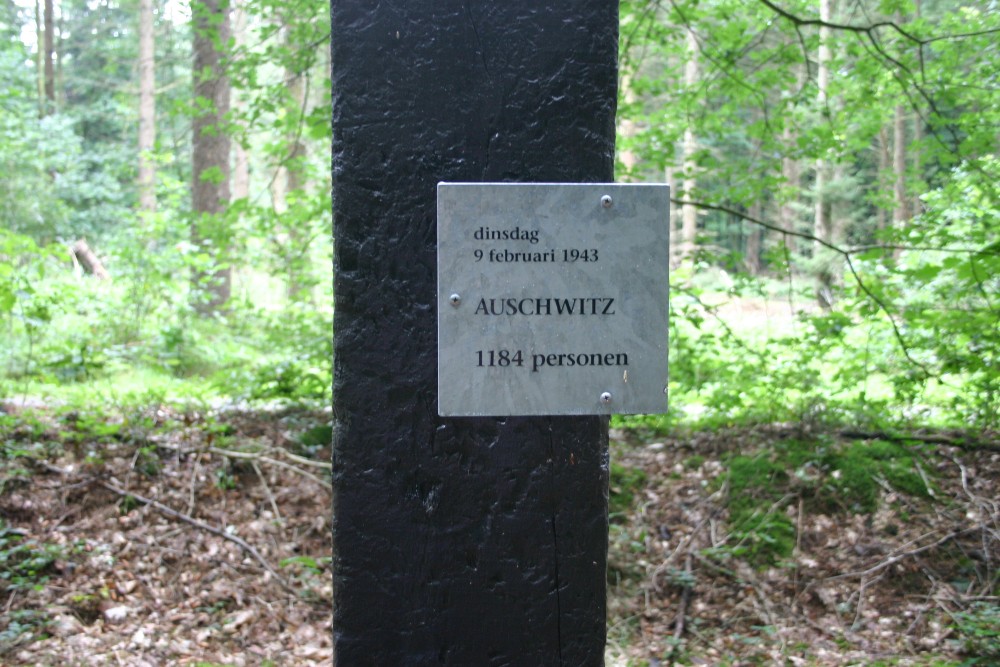 dinsdag
9 februari 1943
AUSCHWITZ
1184 personen